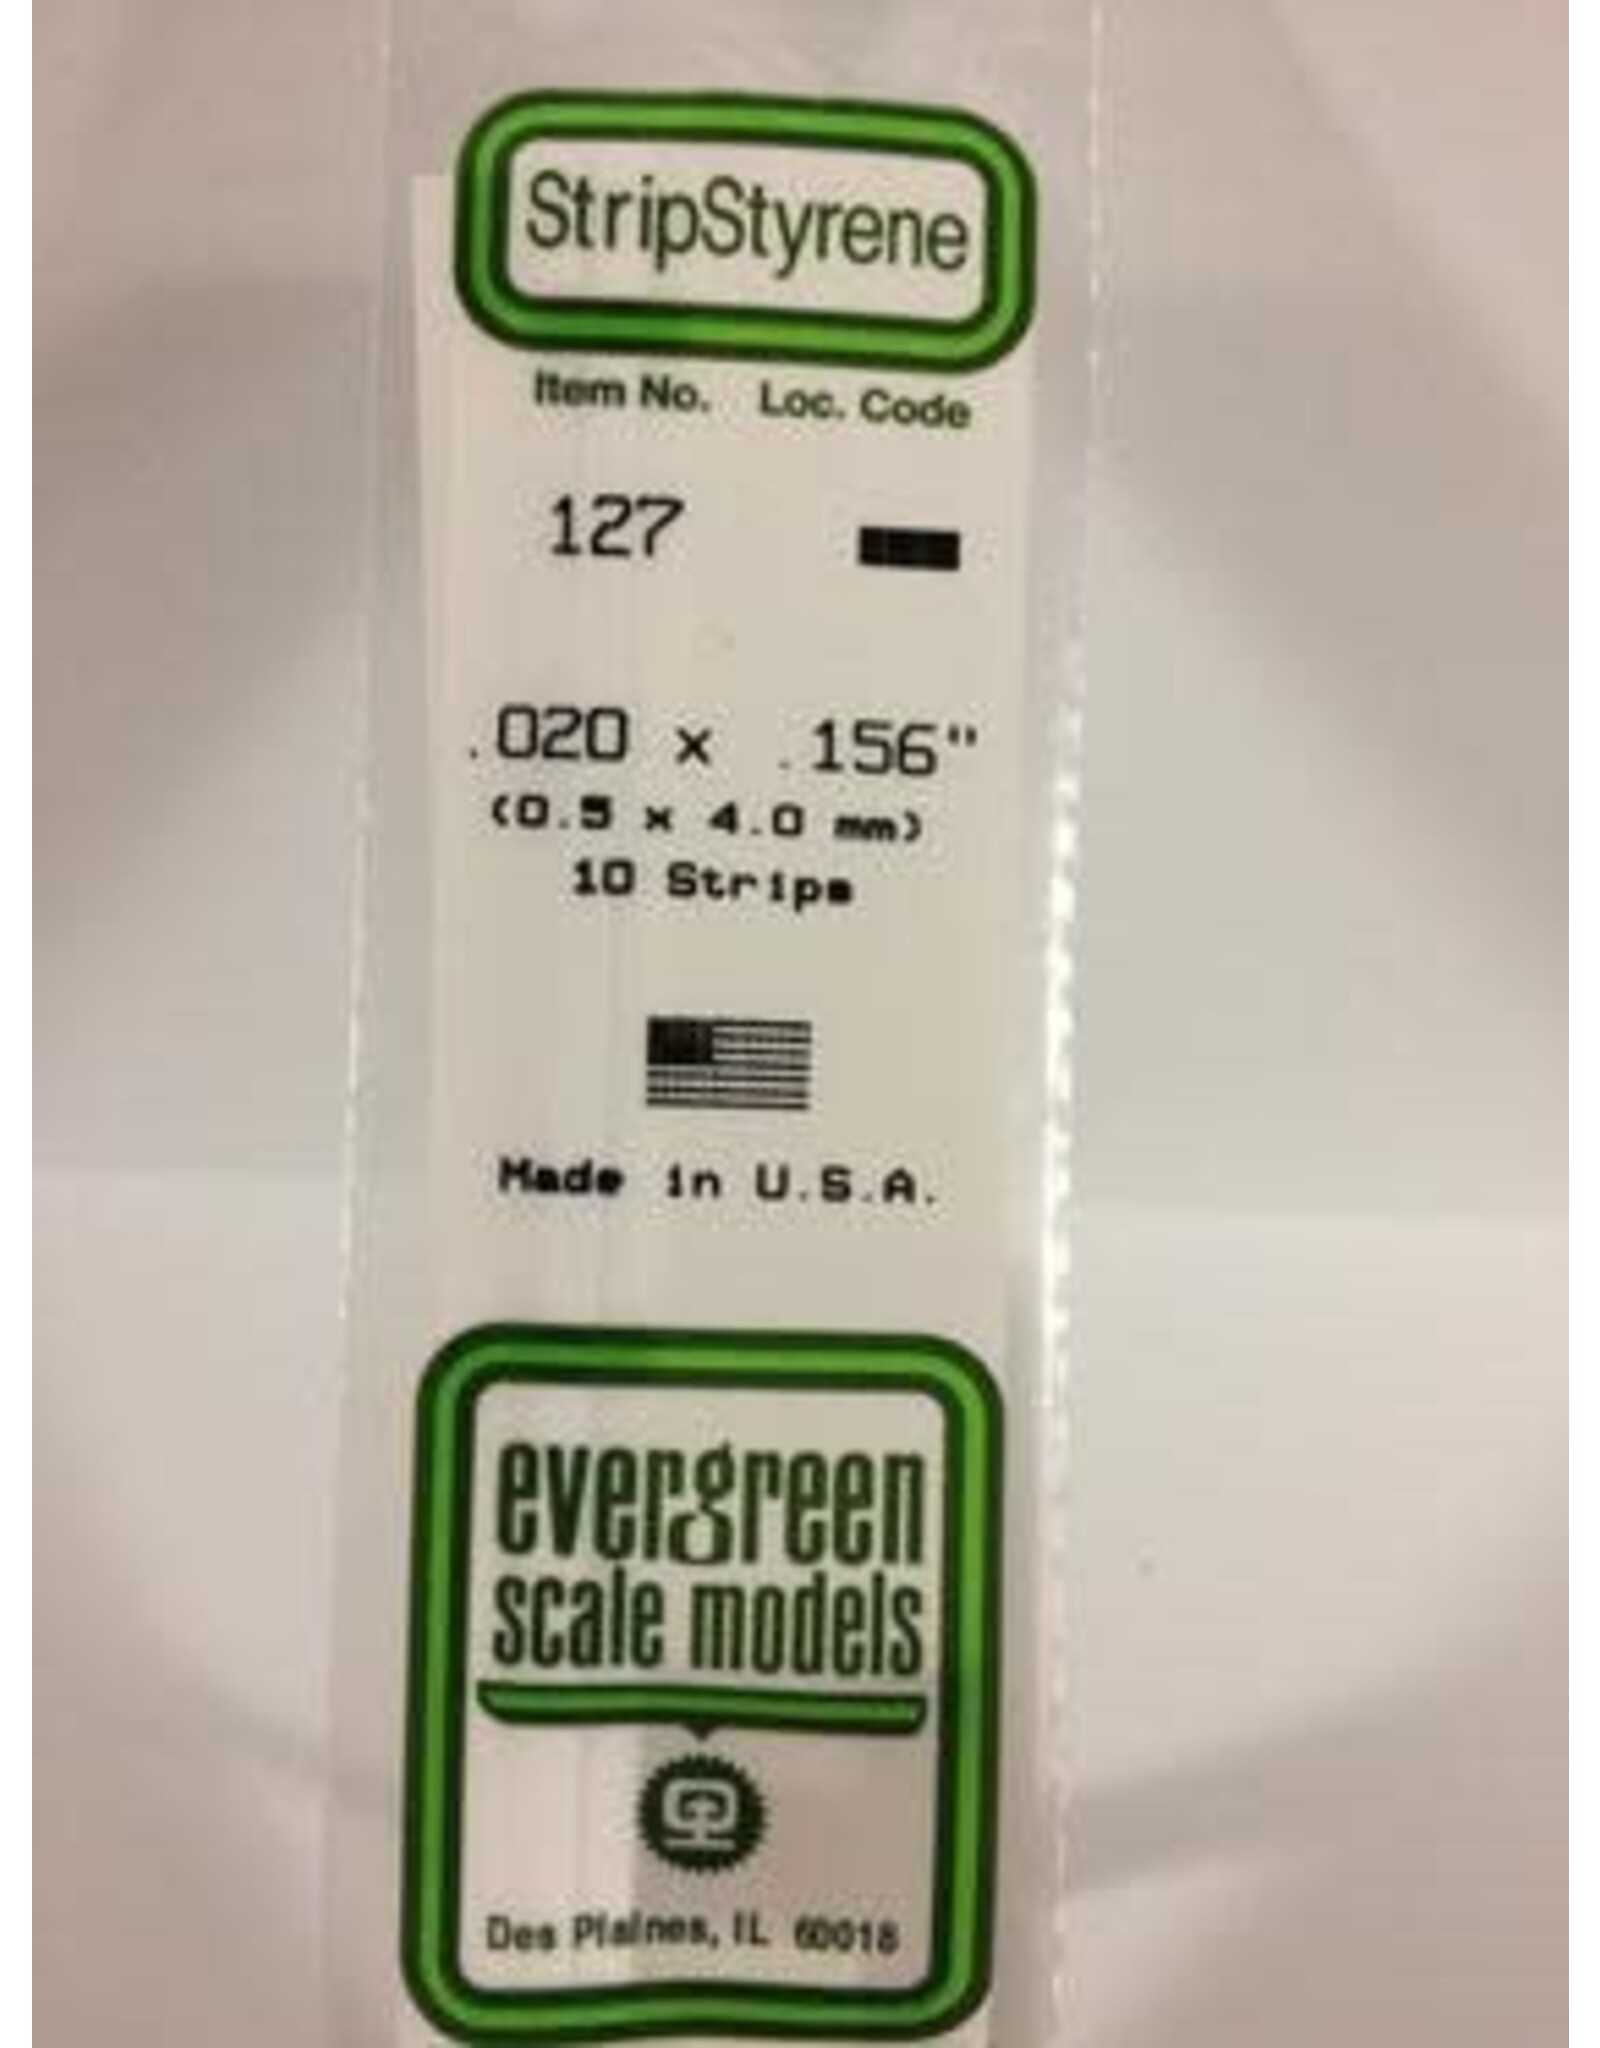 StripStyrene
Item No. Loc. Code
127
.020 x .156"
(0.5 x 4.0 mm)
10 Strips
Made in U.S.A.
evergreen
scale models
Des Plaines, IL 60018